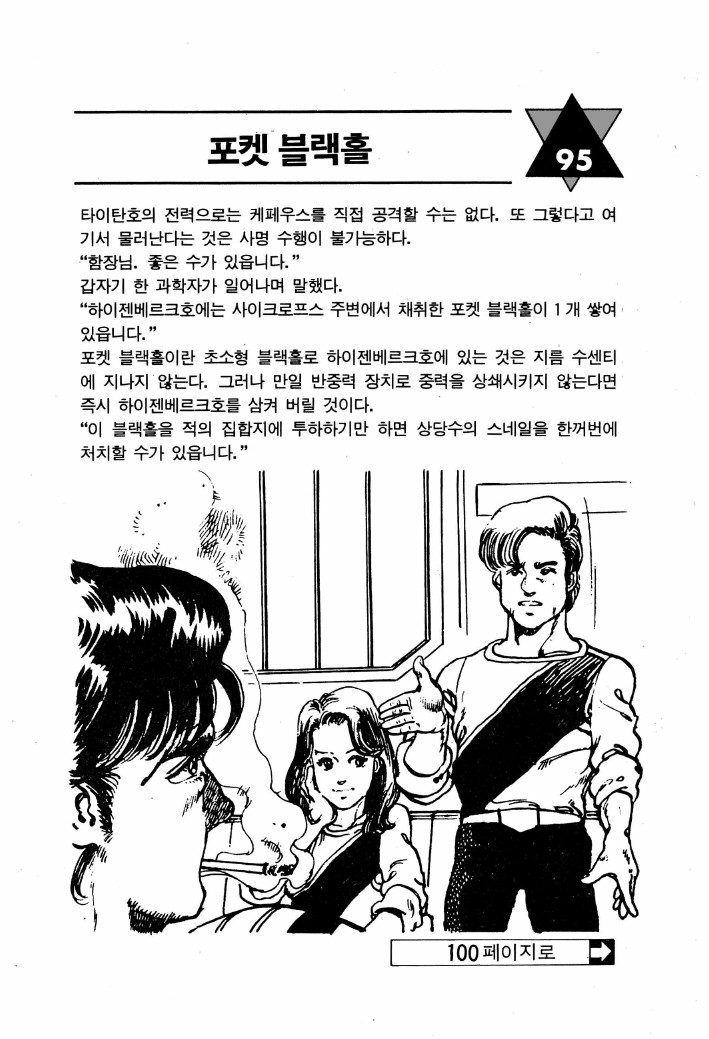 포켓 블랙홀
95
타이탄호의 전력으로는 케페우스를 직접 공격할 수는 없다. 또 그렇다고 여
기서 물러난다는 것은 사명 수행이 불가능하다.
“함장님. 좋은 수가 있읍니다.”
갑자기 한 과학자가 일어나며 말했다.
“하이젠베르크호에는 사이크로프스 주변에서 채취한 포켓 블랙홀이 1개 쌓여
있읍니다.”
포켓 블랙홀이란 초소형 블랙홀로 하이젠베르크호에 있는 것은 지름 수센티
에 지나지 않는다. 그러나 만일 반중력 장치로 중력을 상쇄시키지 않는다면
즉시 하이젠베르크호를 삼켜 버릴 것이다.
“이 블랙홀을 적의 집합지에 투하하기만 하면 상당수의 스네일을 한꺼번에
처치할 수가 있읍니다.”
100페이지로